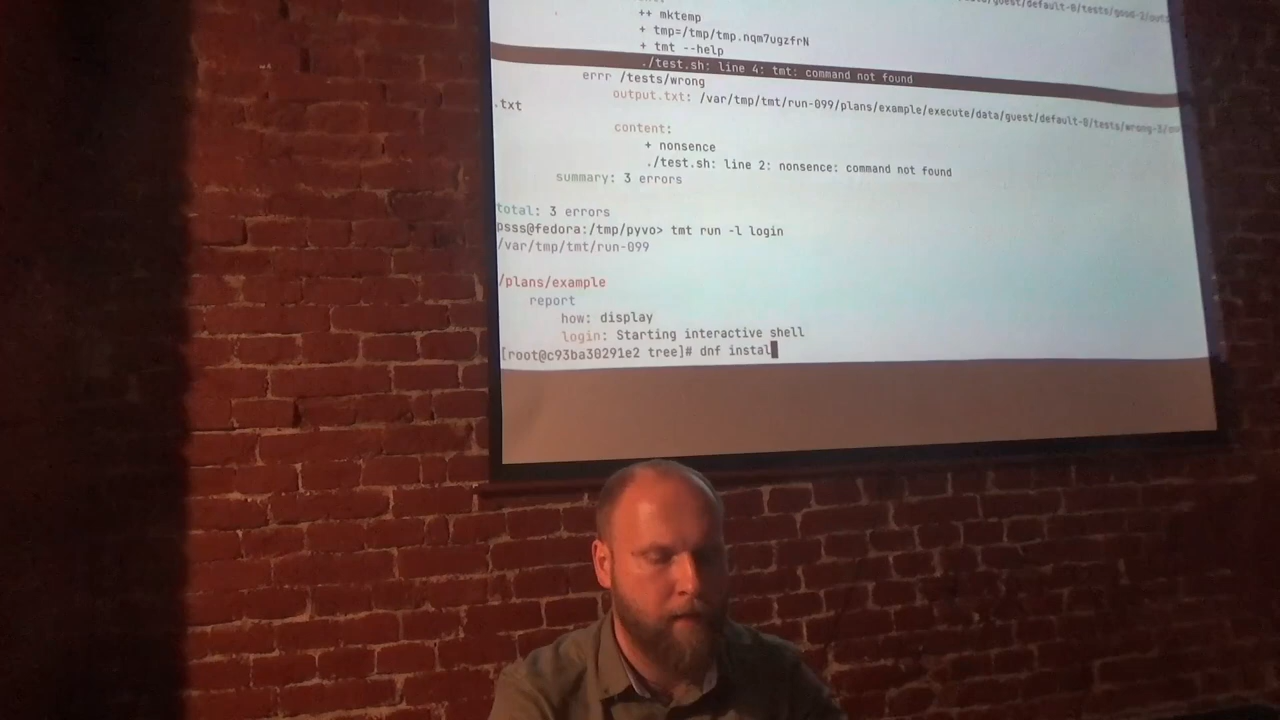 ++ mktemp
+ tmp=/tmp/tmp.nqm7ugzfrN
+ tmt --help
./test.sh: line 4: tmt: command not found
errr /tests/wrong
output.txt: /var/tmp/tmt/run-099/plans/example/execute/data/guest/default-0/tests/wrong-3/
.txt
content:
+ nonsence
./test.sh: line 2: nonsence: command not found
summary: 3 errors
total: 3 errors
psss@fedora:/tmp/pyvo> tmt run -l login
/var/tmp/tmt/run-099
/plans/example
report
how: display
login: Starting interactive shell
[root@c93ba30291e2 tree]# dnf instal